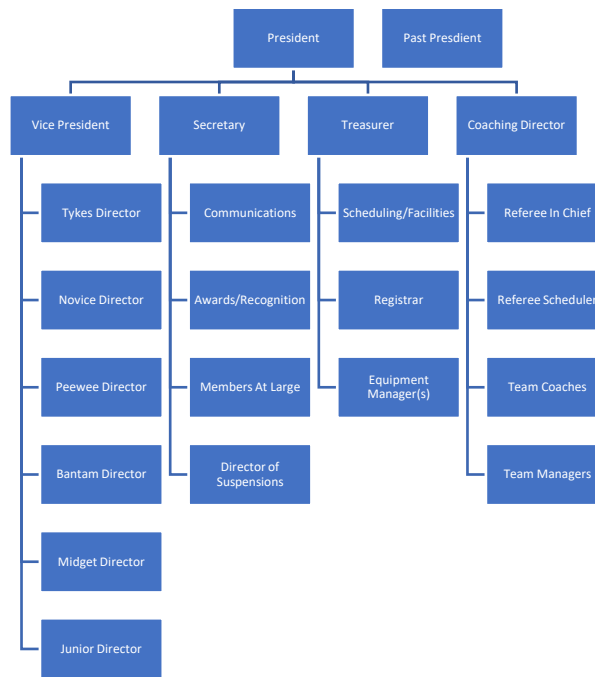 President
Past Presdient
Vice President
Secretary
Treasurer
Coaching Director
Tykes Director
Communications
Scheduling/Facilities
Referee In Chief
Novice Director
Awards/Recognition
Registrar
Referee Scheduler
Peewee Director
Members At Large
Equipment
Manager(s)
Team Coaches
Bantam Director
Director of
Suspensions
Team Managers
Midget Director
Junior Director